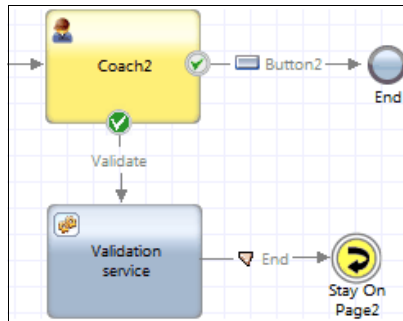 Coach2
Button2
End
Validate
Validation
service
End
Stay On
Page2